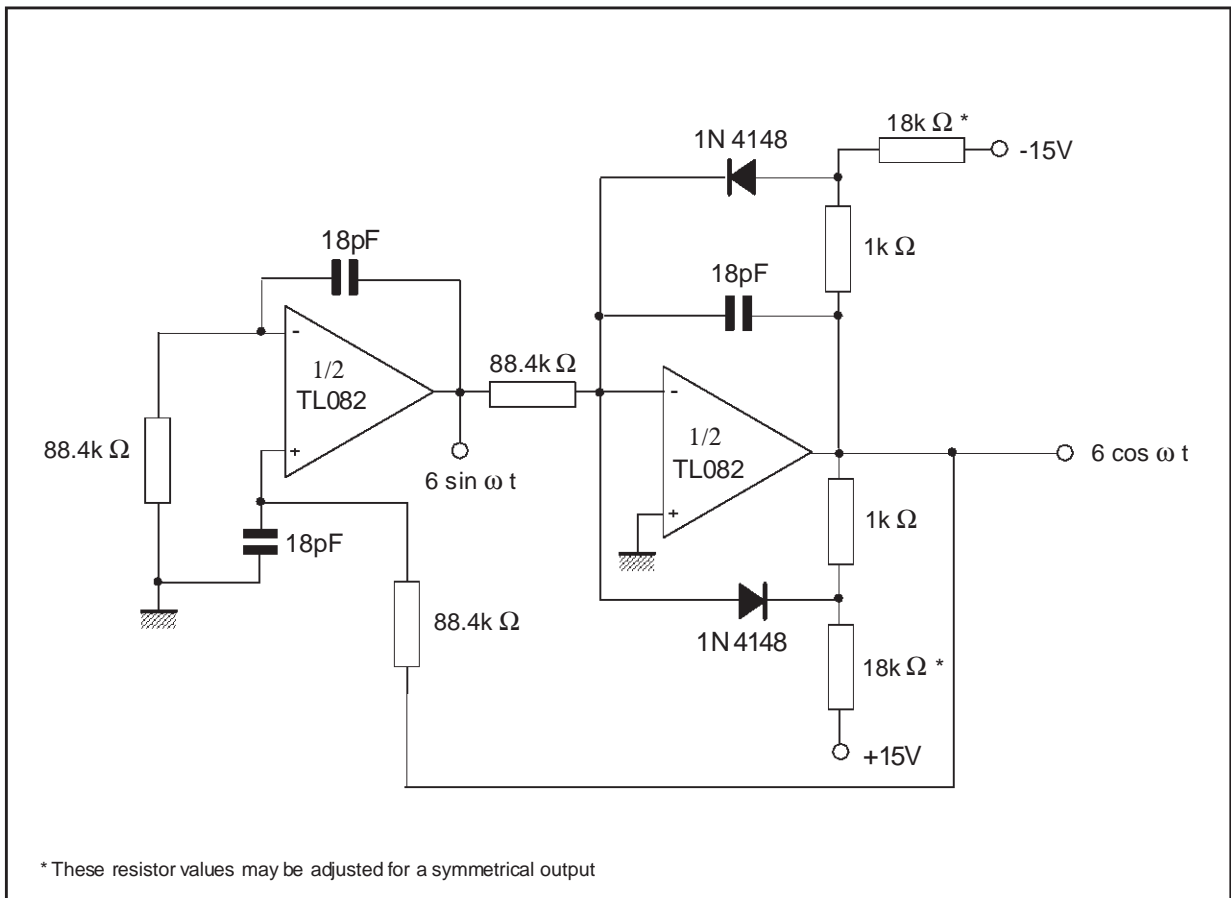 18k Ω *
1N 4148
-15V
18pF
1k Ω
18pF
-
1/2
TL082
88.4k Ω
-
88.4k Ω
+
1/2
TL082
6 sin ω t
6 cos ω t
+
1k Ω
18pF
88.4k Ω
1N 4148
18k Ω *
+15V
* These resistor values may be adjusted for a symmetrical output